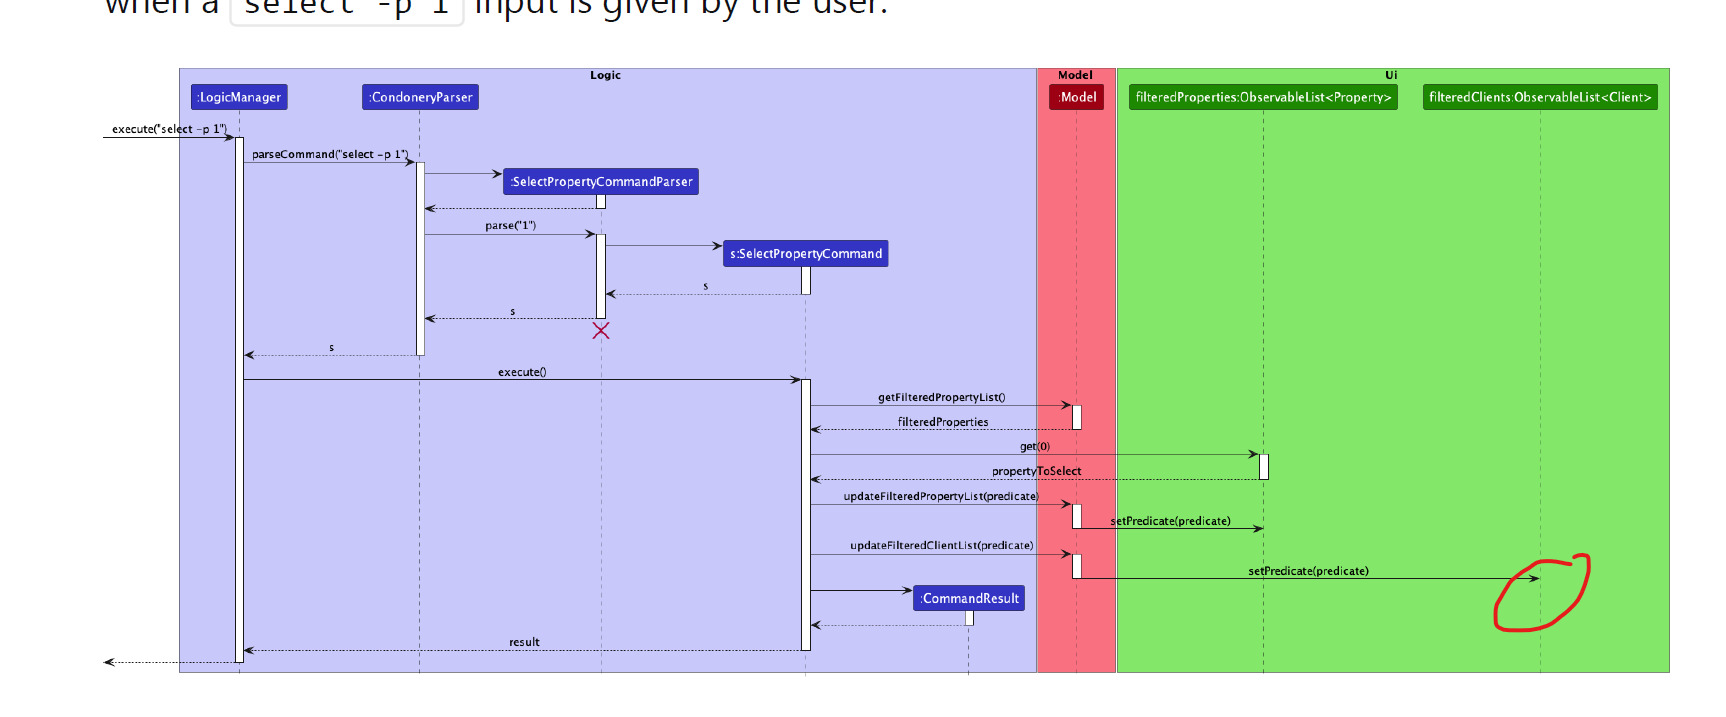 when a select -p 1 input is given by the user.
Logic
Model
Ui
:LogicManager
:CondoneryParser
:Model
filteredProperties:ObservableList<Property>
filteredClients:ObservableList<Client>
execute("select -p 1")
parseCommand("select -p 1")
:SelectPropertyCommandParser
parse("1")
s:SelectPropertyCommand
s
s
s
execute()
getFilteredPropertyList()
filteredProperties
get(0)
propertyToSelect
updateFilteredPropertyList(predicate)
setPredicate(predicate)
updateFilteredClientList(predicate)
setPredicate(predicate)
:CommandResult
result